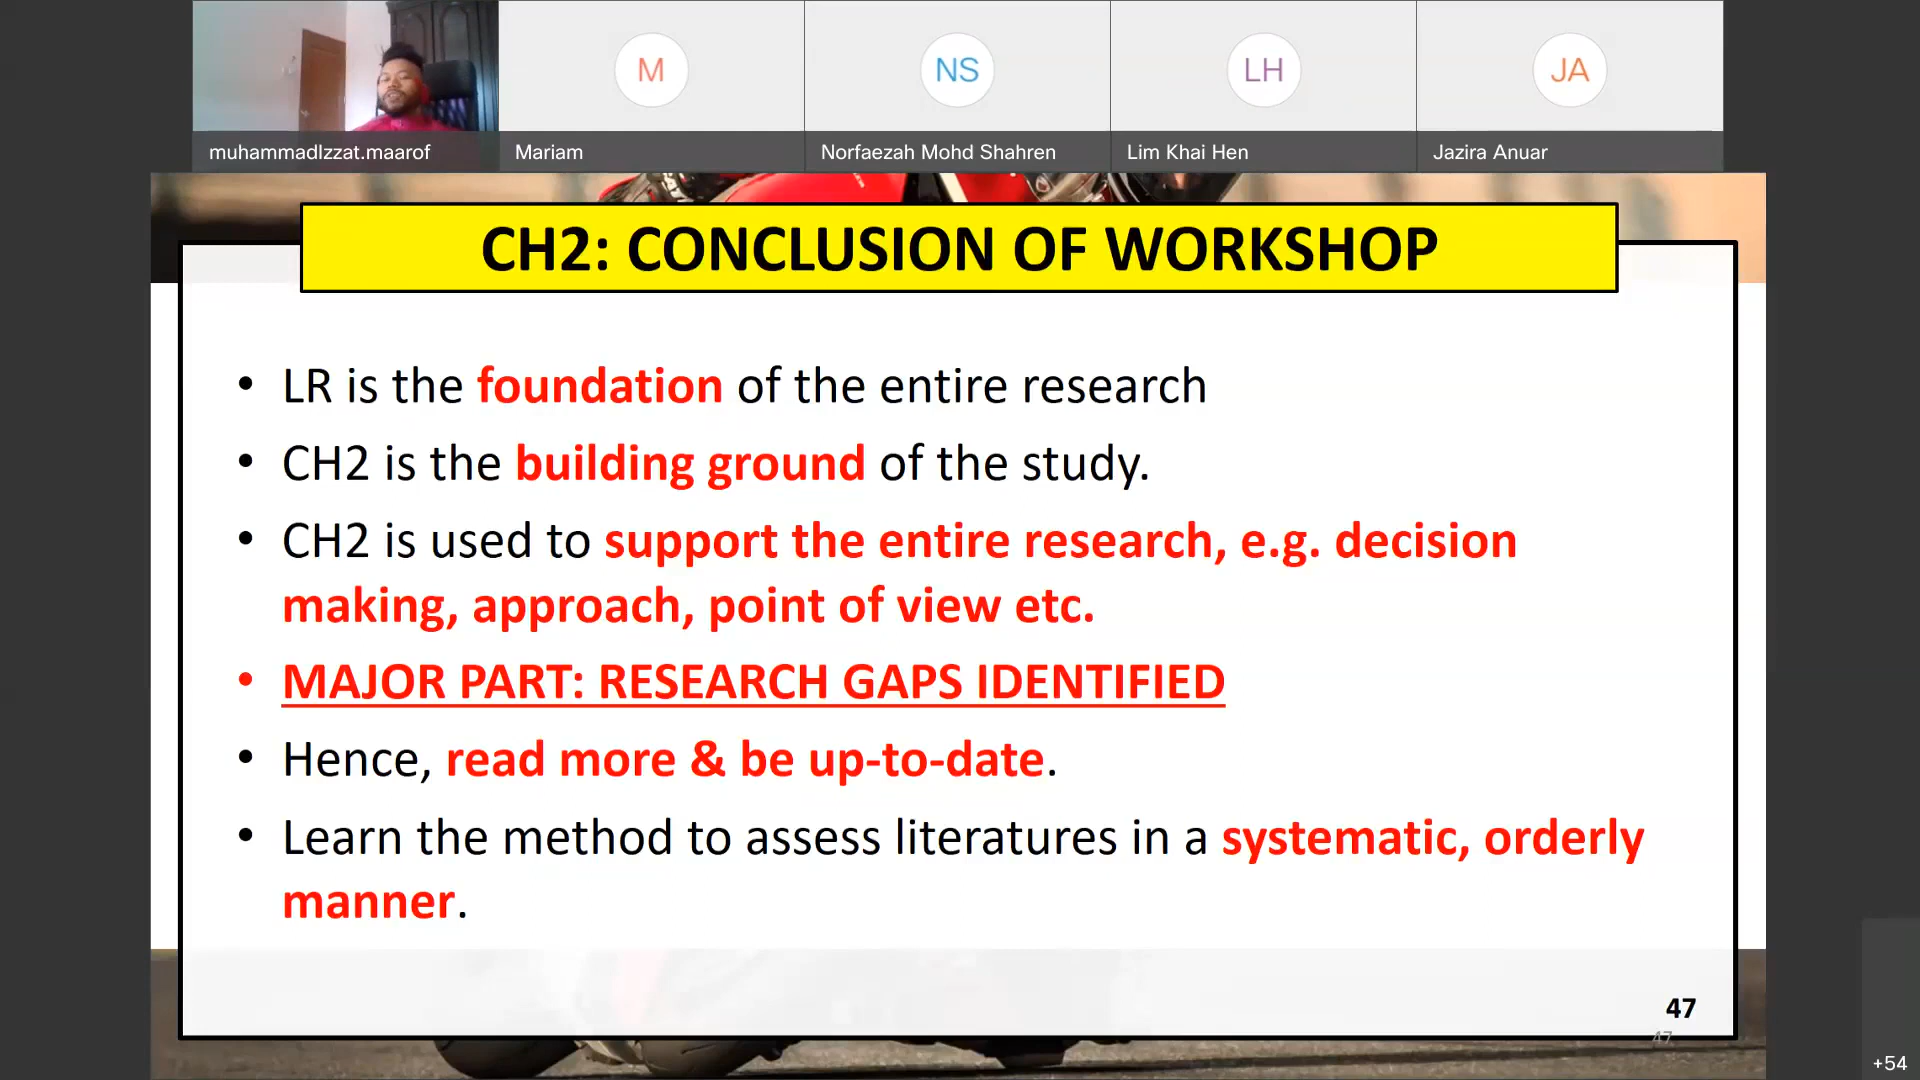 M
NS
LH
JA
muhammadIzzat.maarof
Mariam
Norfaezah Mohd Shahren
Lim Khai Hen
Jazira Anuar
CH2: CONCLUSION OF WORKSHOP
• LR is the foundation of the entire research
• CH2 is the building ground of the study.
• CH2 is used to support the entire research, e.g. decision
making, approach, point of view etc.
• MAJOR PART: RESEARCH GAPS IDENTIFIED
• Hence, read more & be up-to-date.
• Learn the method to assess literatures in a systematic, orderly
manner.
47
47
+54